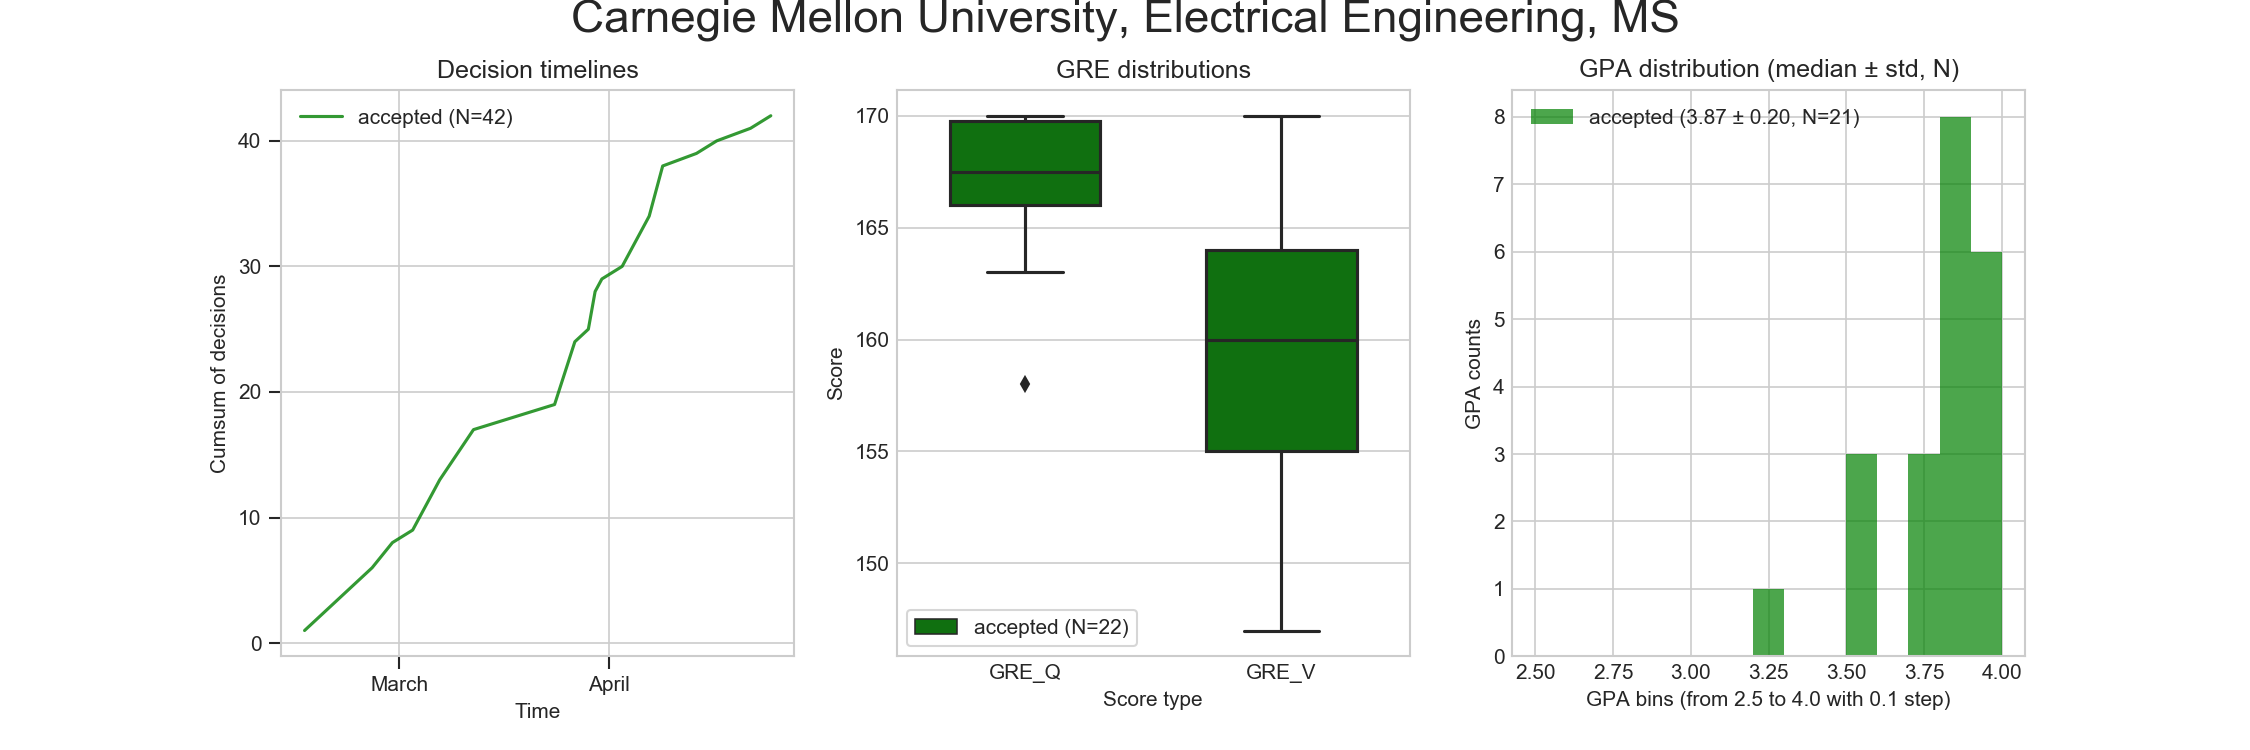 Carnegie Mellon University, Electrical Engineering, MS
Decision timelines
accepted (N=42)
40
30
20
10
0
Cumsum of decisions
March
April
Time
GRE distributions
170
165
160
155
150
Score
accepted (N=22)
GRE_Q
GRE_V
Score type
GPA distribution (median ± std, N)
accepted (3.87 ± 0.20, N=21)
8
7
6
5
4
3
2
1
0
GPA counts
2.50
2.75
3.00
3.25
3.50
3.75
4.00
GPA bins (from 2.5 to 4.0 with 0.1 step)